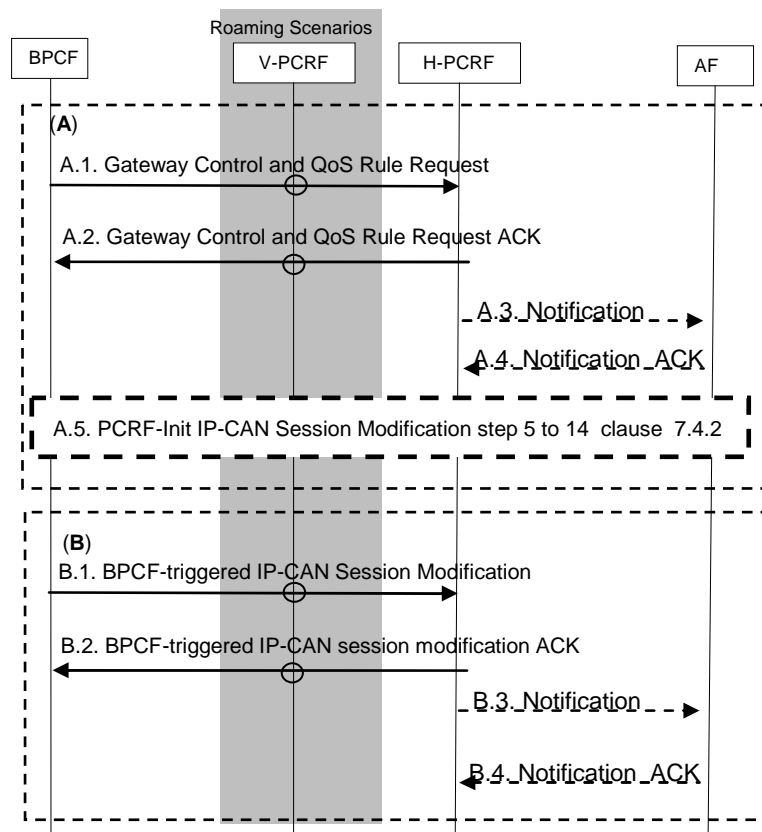 Roaming Scenarios
BPCF
V-PCRF
H-PCRF
AF
(A)
A.1. Gateway Control and QoS Rule Request
A.2. Gateway Control and QoS Rule Request ACK
A.3. Notification
A.4. Notification ACK
A.5. PCRF-Init IP-CAN Session Modification step 5 to 14 clause 7.4.2
(B)
B.1. BPCF-triggered IP-CAN Session Modification
B.2. BPCF-triggered IP-CAN session modification ACK
B.3. Notification
B.4. Notification ACK